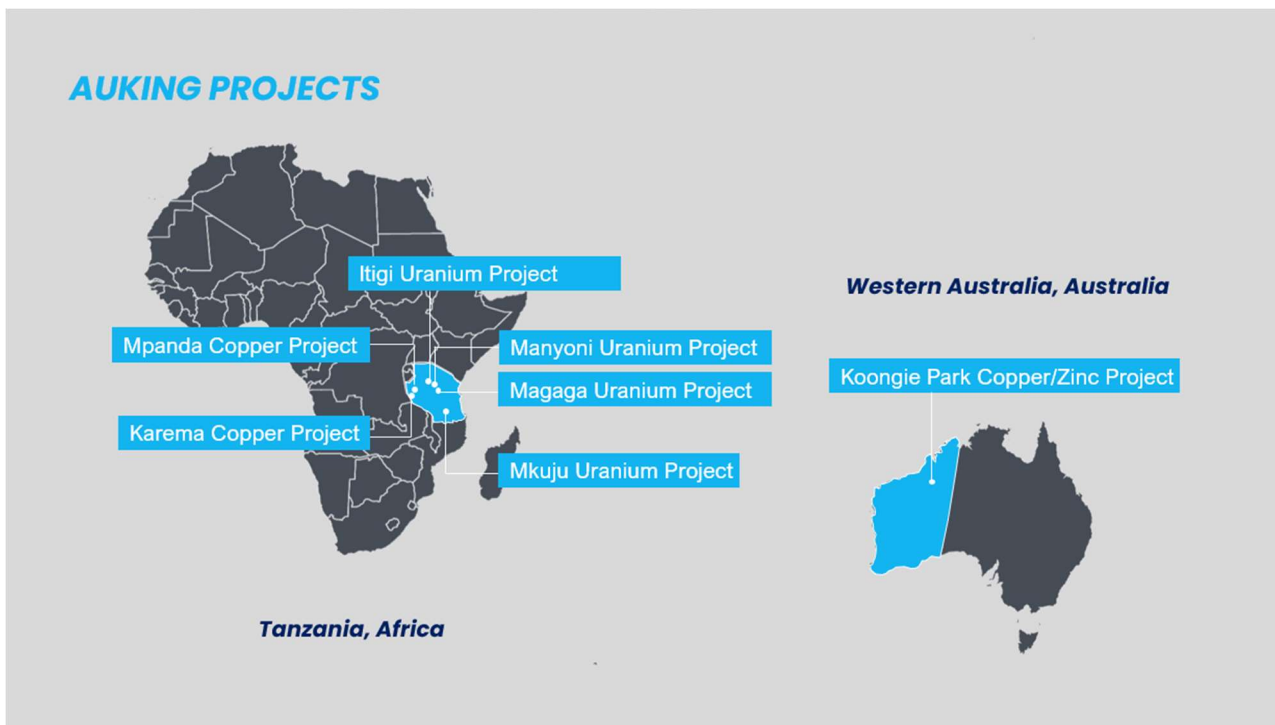 AUKING PROJECTS
Itigi Uranium Project
Mpanda Copper Project
Manyoni Uranium Project
Magaga Uranium Project
Karema Copper Project
Mkuju Uranium Project
Tanzania, Africa
Western Australia, Australia
Koongie Park Copper/Zinc Project